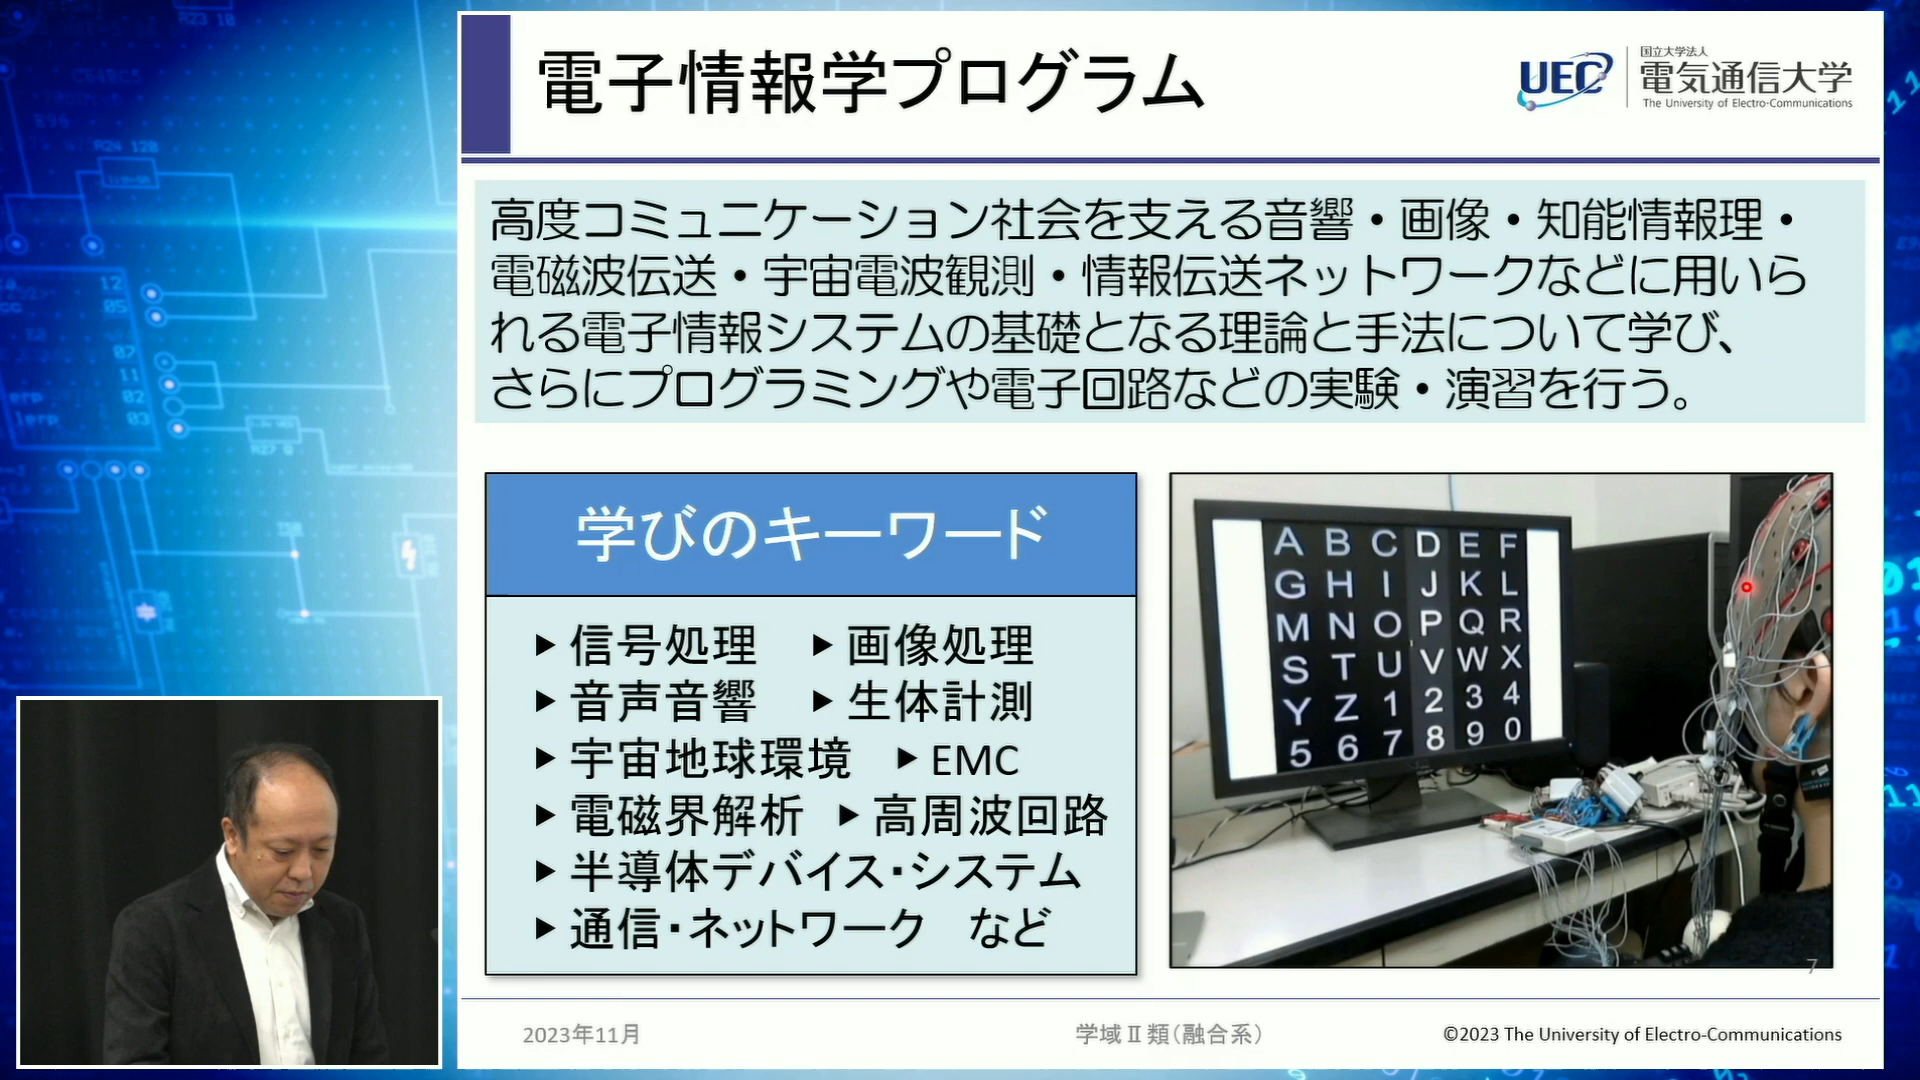 電子情報学プログラム
UEC
国立大学法人
電気通信大学
The University of Electro-Communications
高度コミュニケーション社会を支える音響・画像・知能情報理・
電磁波伝送・宇宙電波観測・情報伝送ネットワークなどに用いら
れる電子情報システムの基礎となる理論と手法について学び、
さらにプログラミングや電子回路などの実験・演習を行う。
学びのキーワード
▶信号処理 ▶画像処理
▶音声音響 ▶生体計測
▶宇宙地球環境 ▶EMC
▶電磁界解析 ▶高周波回路
▶半導体デバイス・システム
▶通信・ネットワーク など
A B C D E F
G H I J K L
M N O P Q R
S T U V W X
Y Z 1 2 3 4
5 6 7 8 9 0
7
2023年11月
学域Ⅱ類(融合系)
©2023 The University of Electro-Communications
R24 120
12
05
07
11
02
03